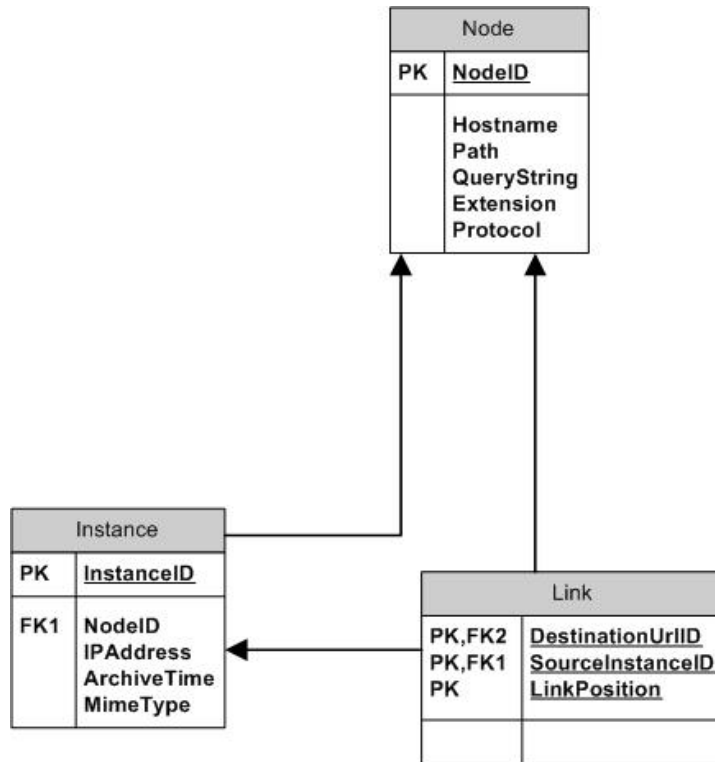 Node
PK NodeID
Hostname
Path
QueryString
Extension
Protocol
Instance
PK InstanceID
FK1 NodeID
IPAddress
ArchiveTime
MimeType
Link
PK,FK2 DestinationUrlID
PK,FK1 SourceInstanceID
PK LinkPosition